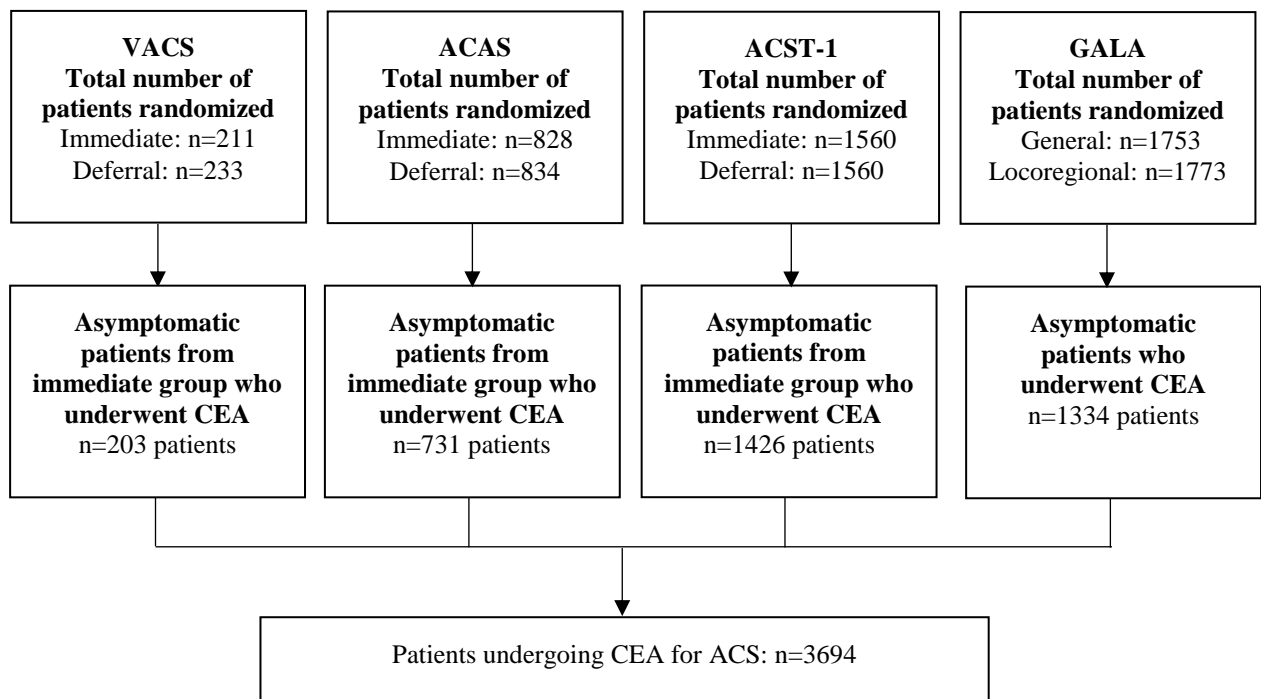 VACS
Total number of
patients randomized
Immediate: n=211
Deferral: n=233
ACAS
Total number of
patients randomized
Immediate: n=828
Deferral: n=834
ACST-1
Total number of
patients randomized
Immediate: n=1560
Deferral: n=1560
GALA
Total number of
patients randomized
General: n=1753
Locoregional: n=1773
Asymptomatic
patients from
immediate group who
underwent CEA
n=203 patients
Asymptomatic
patients from
immediate group who
underwent CEA
n=731 patients
Asymptomatic
patients from
immediate group who
underwent CEA
n=1426 patients
Asymptomatic
patients who
underwent CEA
n=1334 patients
Patients undergoing CEA for ACS: n=3694